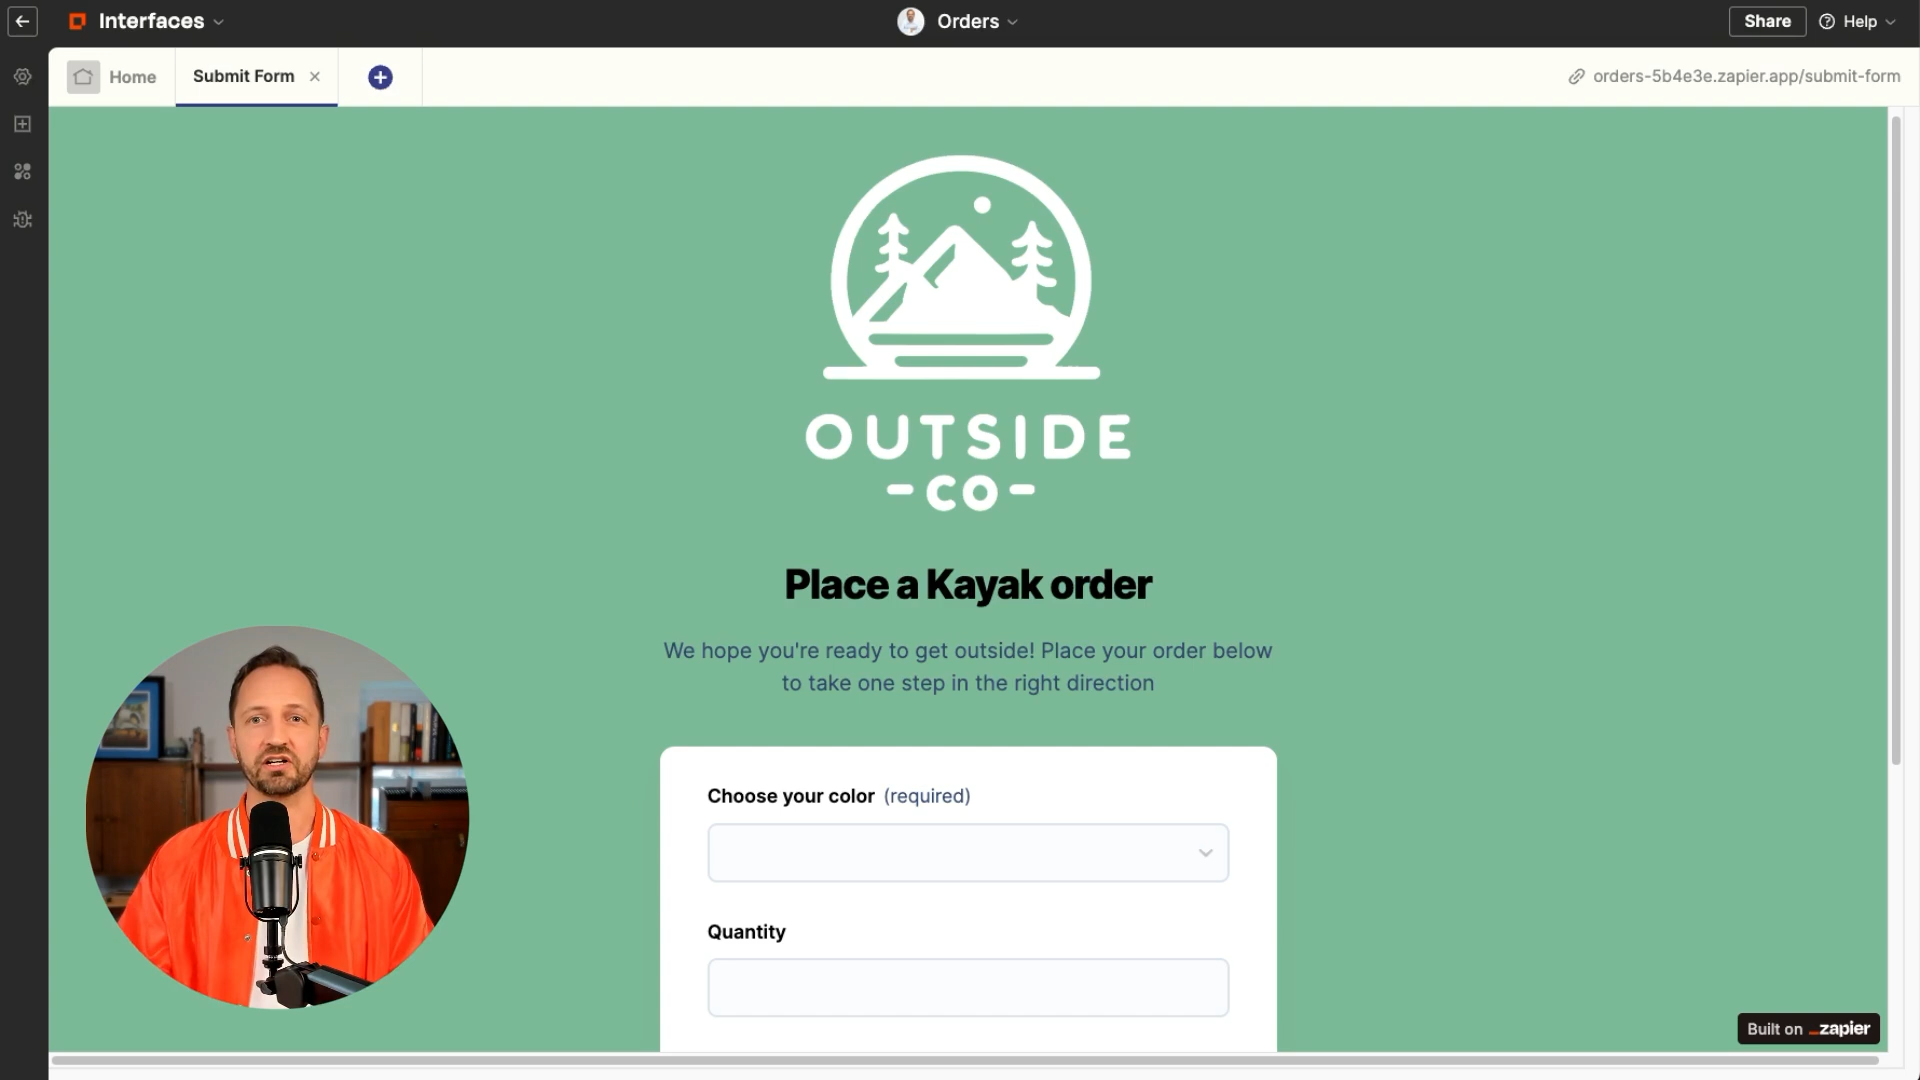 Interfaces
Orders
Share
Help
Home
Submit Form
orders-5b4e3e.zapier.app/submit-form
OUTSIDE
-CO-
Place a Kayak order
We hope you're ready to get outside! Place your order below
to take one step in the right direction
Choose your color (required)
Quantity
Built on _zapier